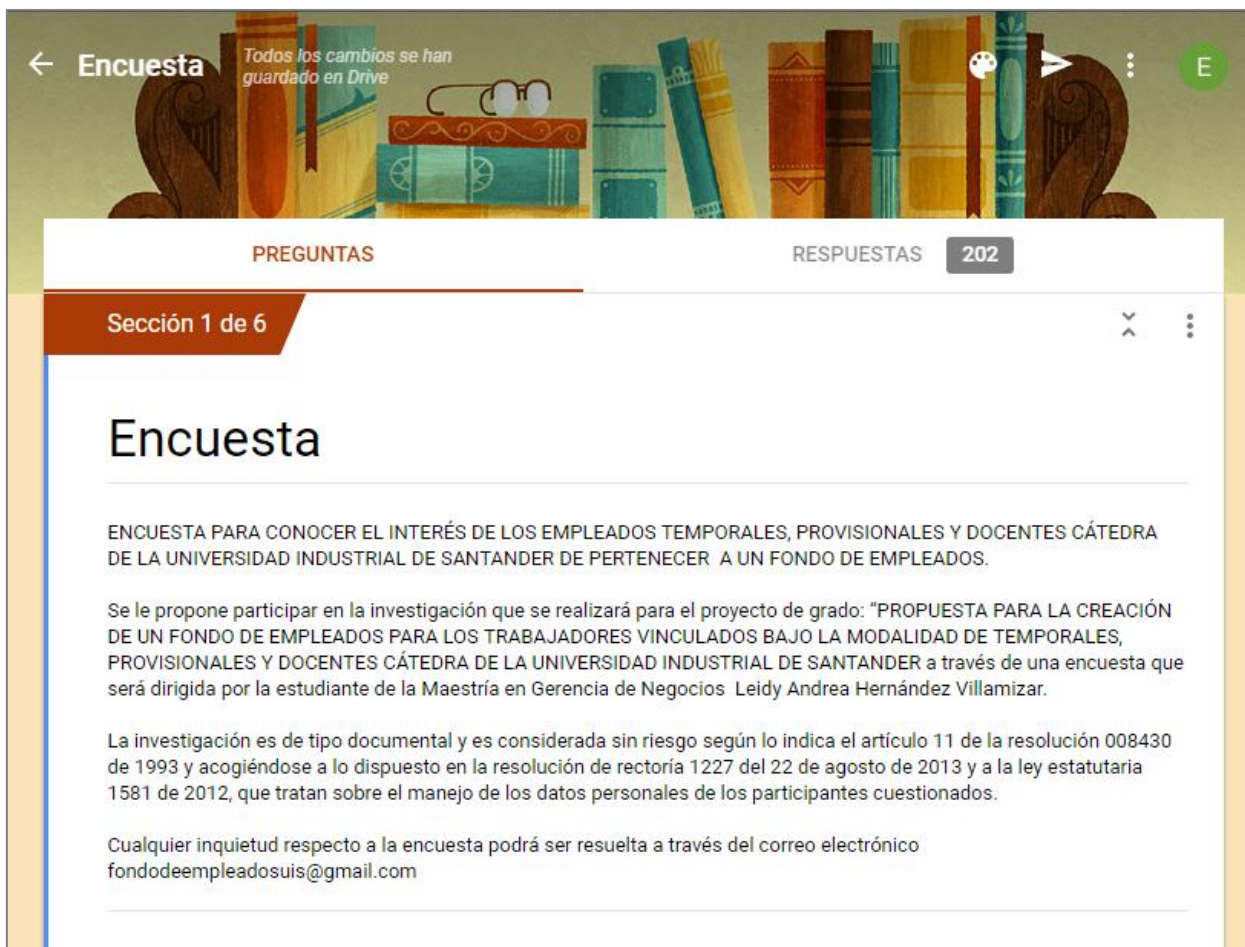 Encuesta
Todos los cambios se han
guardado en Drive
E
PREGUNTAS
RESPUESTAS 202
Sección 1 de 6
Encuesta
ENCUESTA PARA CONOCER EL INTERÉS DE LOS EMPLEADOS TEMPORALES, PROVISIONALES Y DOCENTES CÁTEDRA
DE LA UNIVERSIDAD INDUSTRIAL DE SANTANDER DE PERTENECER  A UN FONDO DE EMPLEADOS.
Se le propone participar en la investigación que se realizará para el proyecto de grado: “PROPUESTA PARA LA CREACIÓN
DE UN FONDO DE EMPLEADOS PARA LOS TRABAJADORES VINCULADOS BAJO LA MODALIDAD DE TEMPORALES,
PROVISIONALES Y DOCENTES CÁTEDRA DE LA UNIVERSIDAD INDUSTRIAL DE SANTANDER a través de una encuesta que
será dirigida por la estudiante de la Maestría en Gerencia de Negocios  Leidy Andrea Hernández Villamizar.
La investigación es de tipo documental y es considerada sin riesgo según lo indica el artículo 11 de la resolución 008430
de 1993 y acogiéndose a lo dispuesto en la resolución de rectoría 1227 del 22 de agosto de 2013 y a la ley estatutaria
1581 de 2012, que tratan sobre el manejo de los datos personales de los participantes cuestionados.
Cualquier inquietud respecto a la encuesta podrá ser resuelta a través del correo electrónico
fondodeempleadosuis@gmail.com